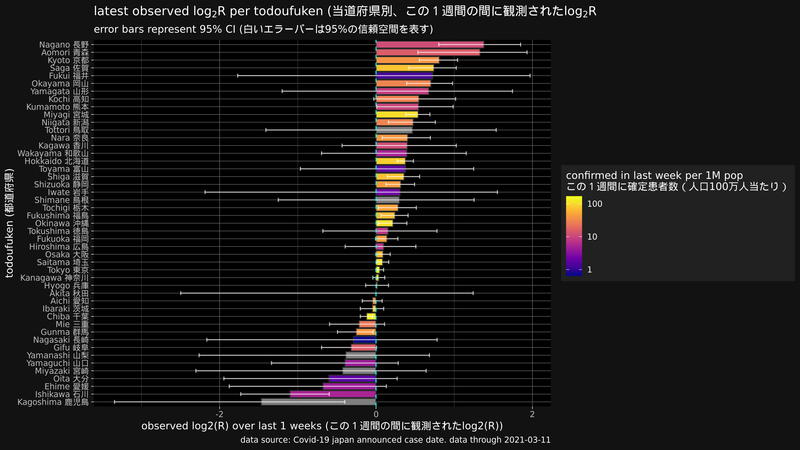 latest observed log₂R per todoufuken (当道府県別、この１週間の間に観測されたlog₂R
error bars represent 95% CI (白いエラーバーは95%の信頼空間を表す)
todoufuken (都道府県)
Nagano 長野
Aomori 青森
Kyoto 京都
Saga 佐賀
Fukui 福井
Okayama 岡山
Yamagata 山形
Kochi 高知
Kumamoto 熊本
Miyagi 宮城
Niigata 新潟
Tottori 鳥取
Nara 奈良
Kagawa 香川
Wakayama 和歌山
Hokkaido 北海道
Toyama 富山
Shiga 滋賀
Shizuoka 静岡
Iwate 岩手
Shimane 島根
Tochigi 栃木
Fukushima 福島
Okinawa 沖縄
Tokushima 徳島
Fukuoka 福岡
Hiroshima 広島
Osaka 大阪
Saitama 埼玉
Tokyo 東京
Kanagawa 神奈川
Hyogo 兵庫
Akita 秋田
Aichi 愛知
Ibaraki 茨城
Chiba 千葉
Mie 三重
Gunma 群馬
Nagasaki 長崎
Gifu 岐阜
Yamanashi 山梨
Yamaguchi 山口
Miyazaki 宮崎
Oita 大分
Ehime 愛媛
Ishikawa 石川
Kagoshima 鹿児島
-2 0 2
observed log2(R) over last 1 weeks (この１週間の間に観測されたlog2(R))
data source: Covid-19 japan announced case date. data through 2021-03-11
confirmed in last week per 1M pop
この１週間に確定患者数 ( 人口100万人当たり )
100
10
1